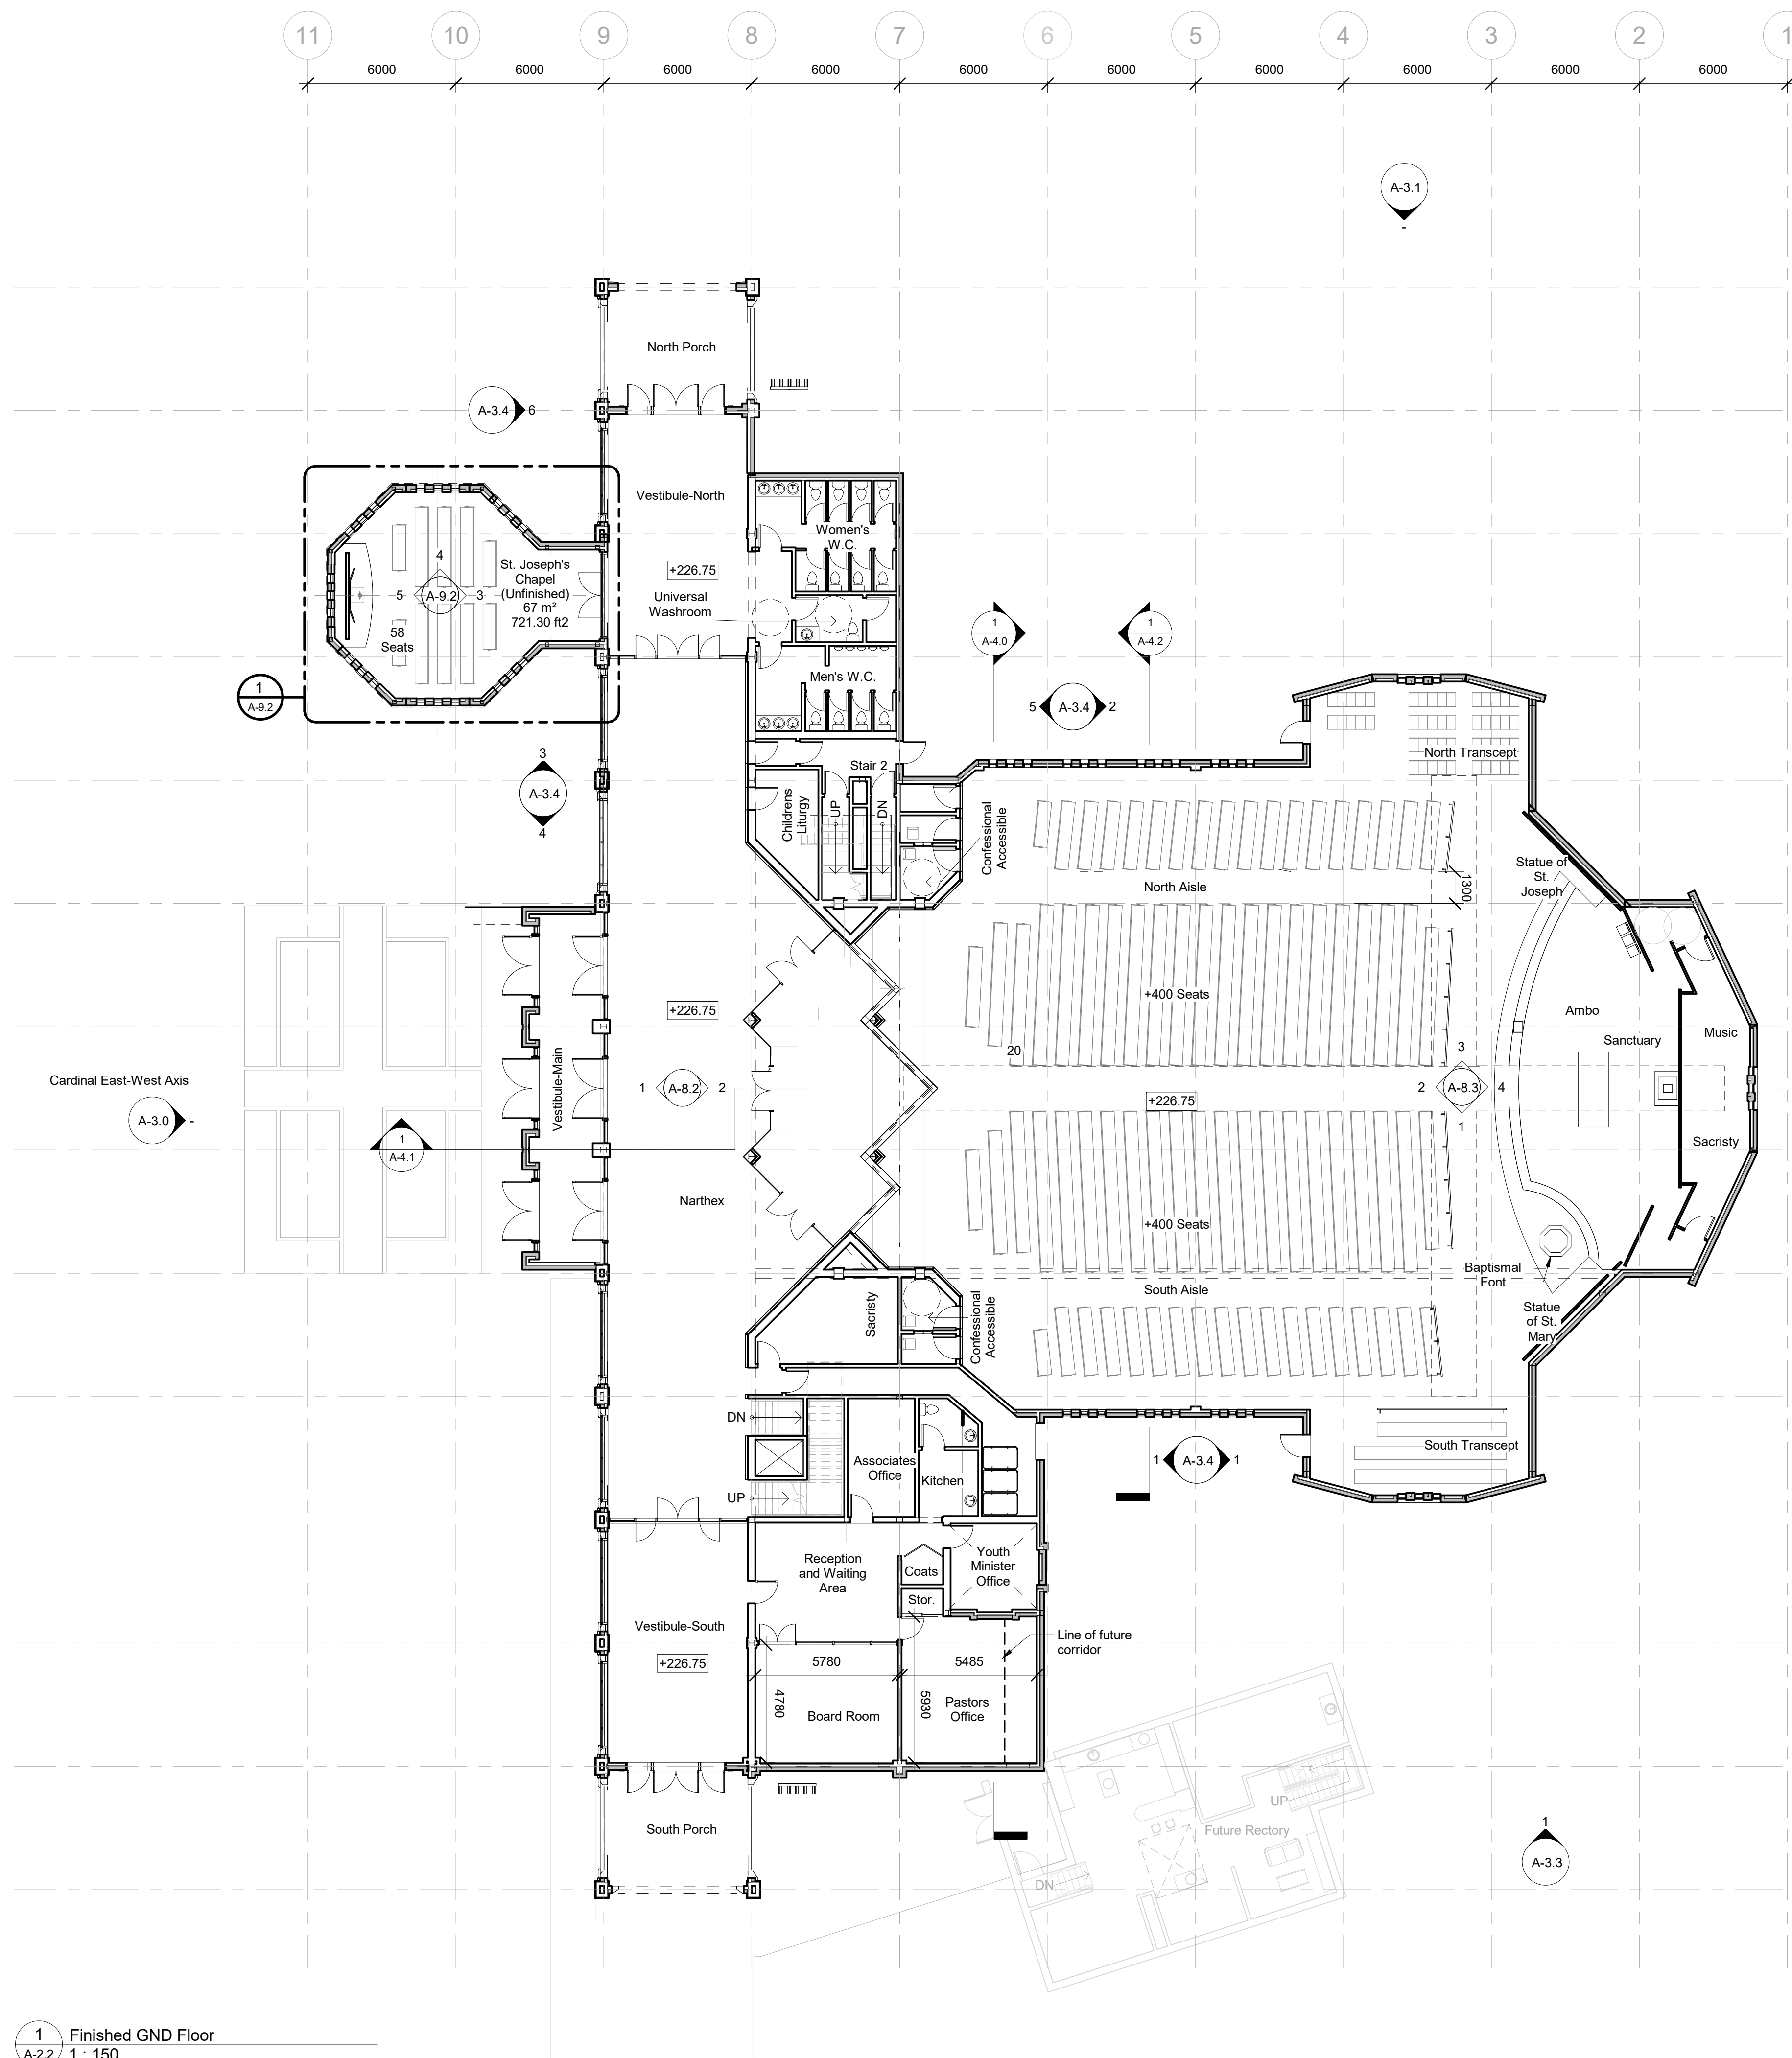 11
10
9
8
7
6
5
4
3
2
1
6000
6000
6000
6000
6000
6000
6000
6000
6000
6000
A-3.1
-
North Porch
A-3.4
6
Vestibule-North
Women's
W.C.
+226.75
Universal
Washroom
St. Joseph's
Chapel
(Unfinished)
67 m²
721.30 ft2
4
5
A-9.2
3
58
Seats
1
A-9.2
Men's W.C.
1
A-4.0
1
A-4.2
5
A-3.4
2
North Transcept
Stair 2
3
A-3.4
4
Childrens
Liturgy
UP
DN
Confessional
Accessible
North Aisle
1300
Statue of
St.
Joseph
+226.75
+400 Seats
Ambo
Sanctuary
Music
20
Cardinal East-West Axis
A-3.0
-
1
A-4.1
Vestibule-Main
1
A-8.2
2
3
2
A-8.3
4
1
+226.75
Sacristy
Narthex
+400 Seats
Baptismal
Font
South Aisle
Statue
of St.
Mary
Sacristy
Confessional
Accessible
DN
Associates
Office
Kitchen
UP
1
A-3.4
1
South Transcept
Reception
and Waiting
Area
Coats
Youth
Minister
Office
Stor.
Vestibule-South
+226.75
Line of future
corridor
5780
5485
4780
5930
Board Room
Pastors
Office
South Porch
UP
Future Rectory
DN
1
A-3.3
1
A-2.2
Finished GND Floor
1 : 150